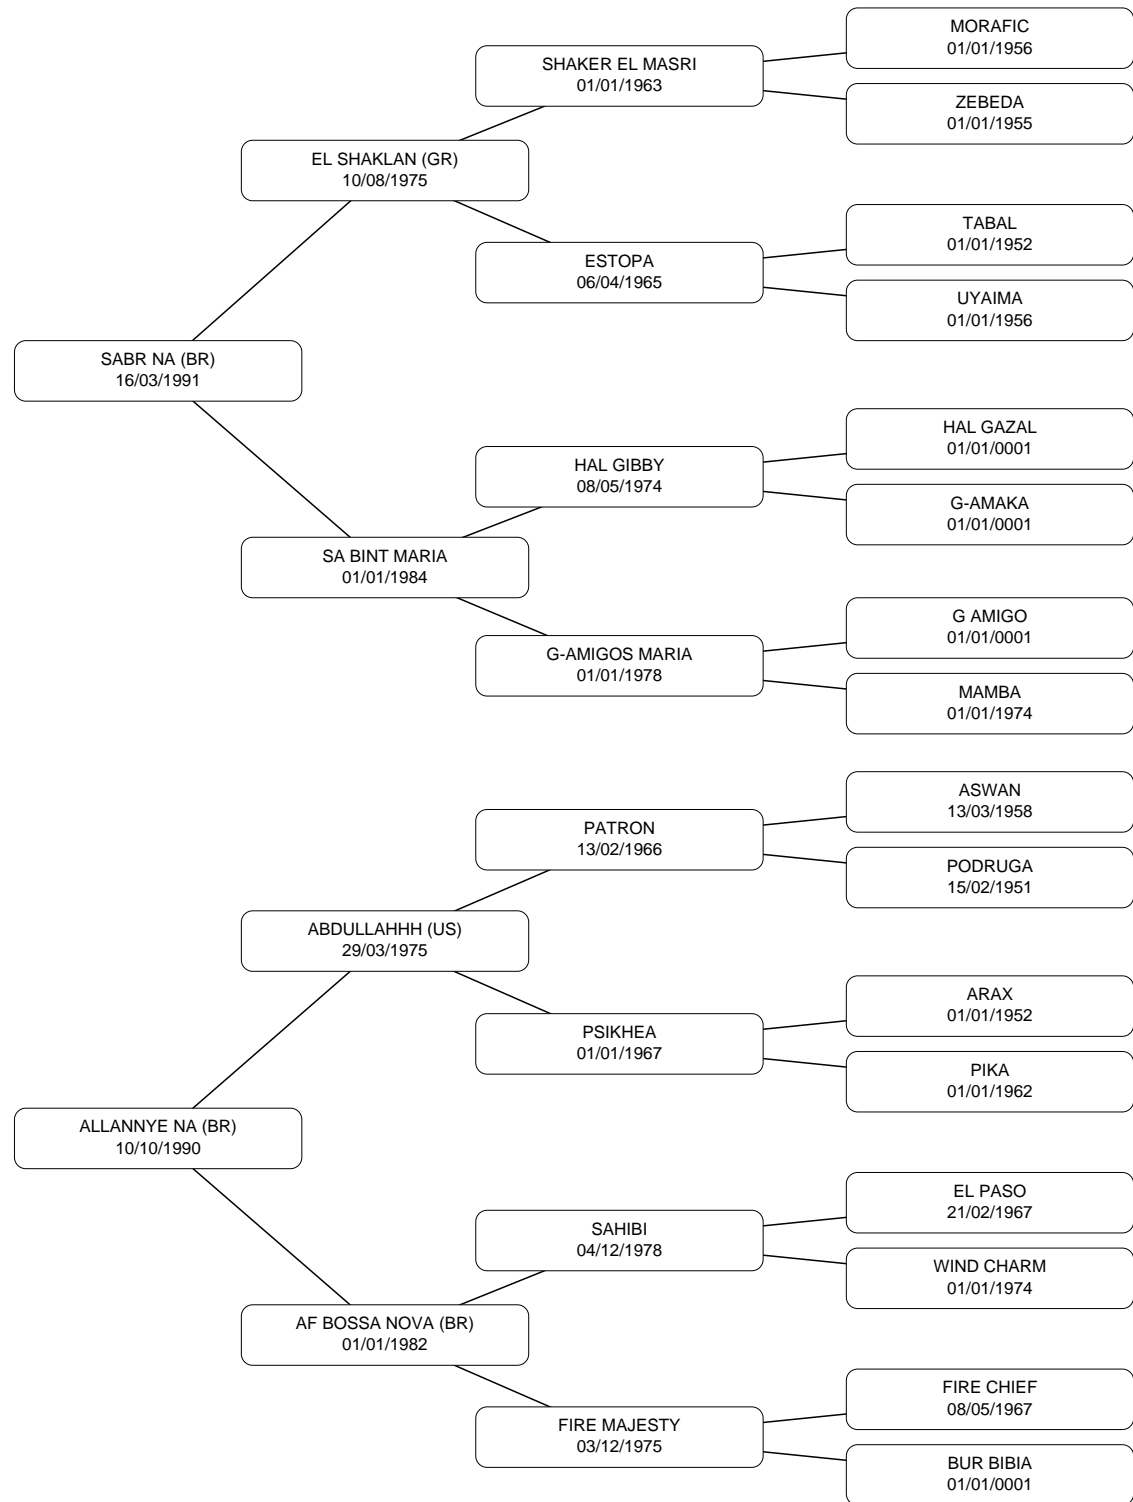 MORAFIC
01/01/1956
SHAKER EL MASRI
01/01/1963
ZEBEDA
01/01/1955
EL SHAKLAN (GR)
10/08/1975
TABAL
01/01/1952
ESTOPA
06/04/1965
UYAIMA
01/01/1956
SABR NA (BR)
16/03/1991
HAL GAZAL
01/01/0001
HAL GIBBY
08/05/1974
G-AMAKA
01/01/0001
SA BINT MARIA
01/01/1984
G AMIGO
01/01/0001
G-AMIGOS MARIA
01/01/1978
MAMBA
01/01/1974
ASWAN
13/03/1958
PATRON
13/02/1966
PODRUGA
15/02/1951
ABDULLAHHH (US)
29/03/1975
ARAX
01/01/1952
PSIKHEA
01/01/1967
PIKA
01/01/1962
ALLANNYE NA (BR)
10/10/1990
EL PASO
21/02/1967
SAHIBI
04/12/1978
WIND CHARM
01/01/1974
AF BOSSA NOVA (BR)
01/01/1982
FIRE CHIEF
08/05/1967
FIRE MAJESTY
03/12/1975
BUR BIBIA
01/01/0001